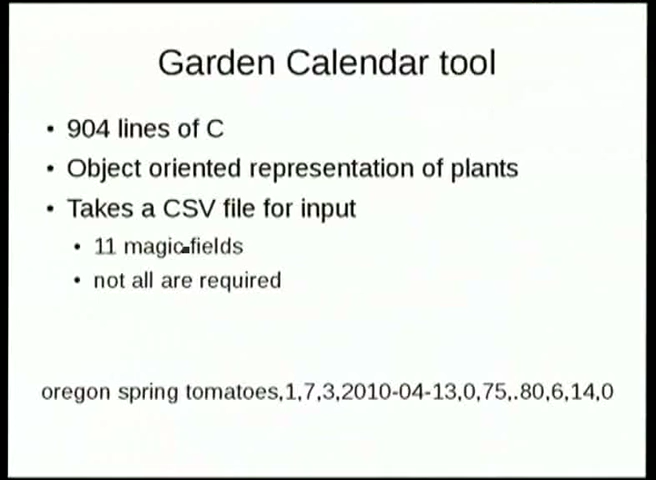 Garden Calendar tool
• 904 lines of C
• Object oriented representation of plants
• Takes a CSV file for input
• 11 magic fields
• not all are required
oregon spring tomatoes,1,7,3,2010-04-13,0,75,.80,6,14,0